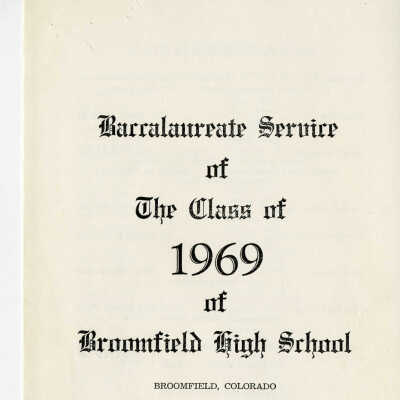 Baccalaureate Service
of
The Class of
1969
of
Broomfield High School
BROOMFIELD, COLORADO